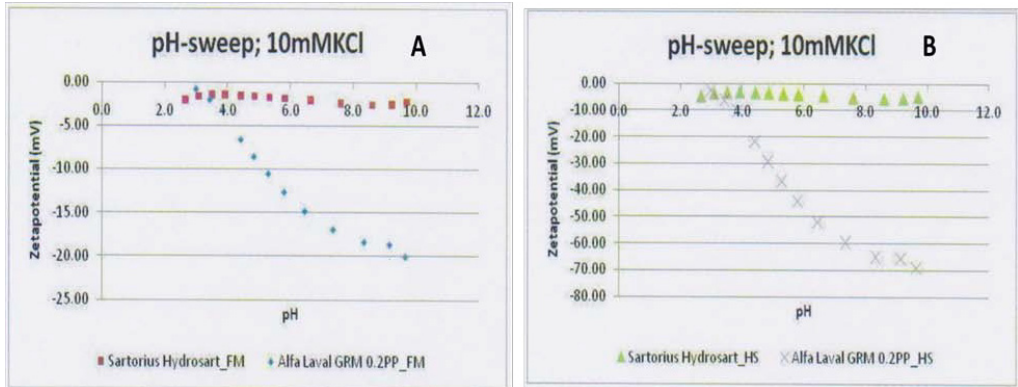 pH-sweep; 10mMKCl
A
0.00
0.0 2.0 4.0 6.0 8.0 10.0 12.0
-5.00
-10.00
-15.00
-20.00
-25.00
Zetapotential (mV)
pH
Sartorius Hydrosart_FM Alfa Laval GRM 0.2PP_FM
pH-sweep; 10mMKCl
B
0.00
0.0 2.0 4.0 6.0 8.0 10.0 12.0
-10.00
-20.00
-30.00
-40.00
-50.00
-60.00
-70.00
-80.00
Zetapotential (mV)
pH
Sartorius Hydrosart_HS Alfa Laval GRM 0.2PP_HS